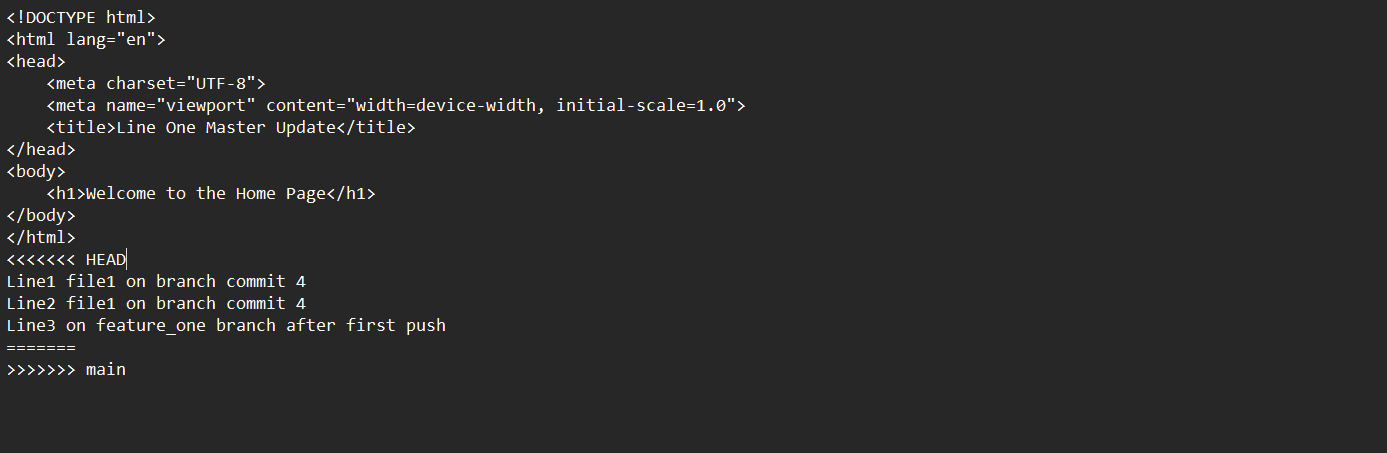 <!DOCTYPE html>
<html lang="en">
<head>
    <meta charset="UTF-8">
    <meta name="viewport" content="width=device-width, initial-scale=1.0">
    <title>Line One Master Update</title>
</head>
<body>
    <h1>Welcome to the Home Page</h1>
</body>
</html>
<<<<<<< HEAD
Line1 file1 on branch commit 4
Line2 file1 on branch commit 4
Line3 on feature_one branch after first push
=======
>>>>>>> main